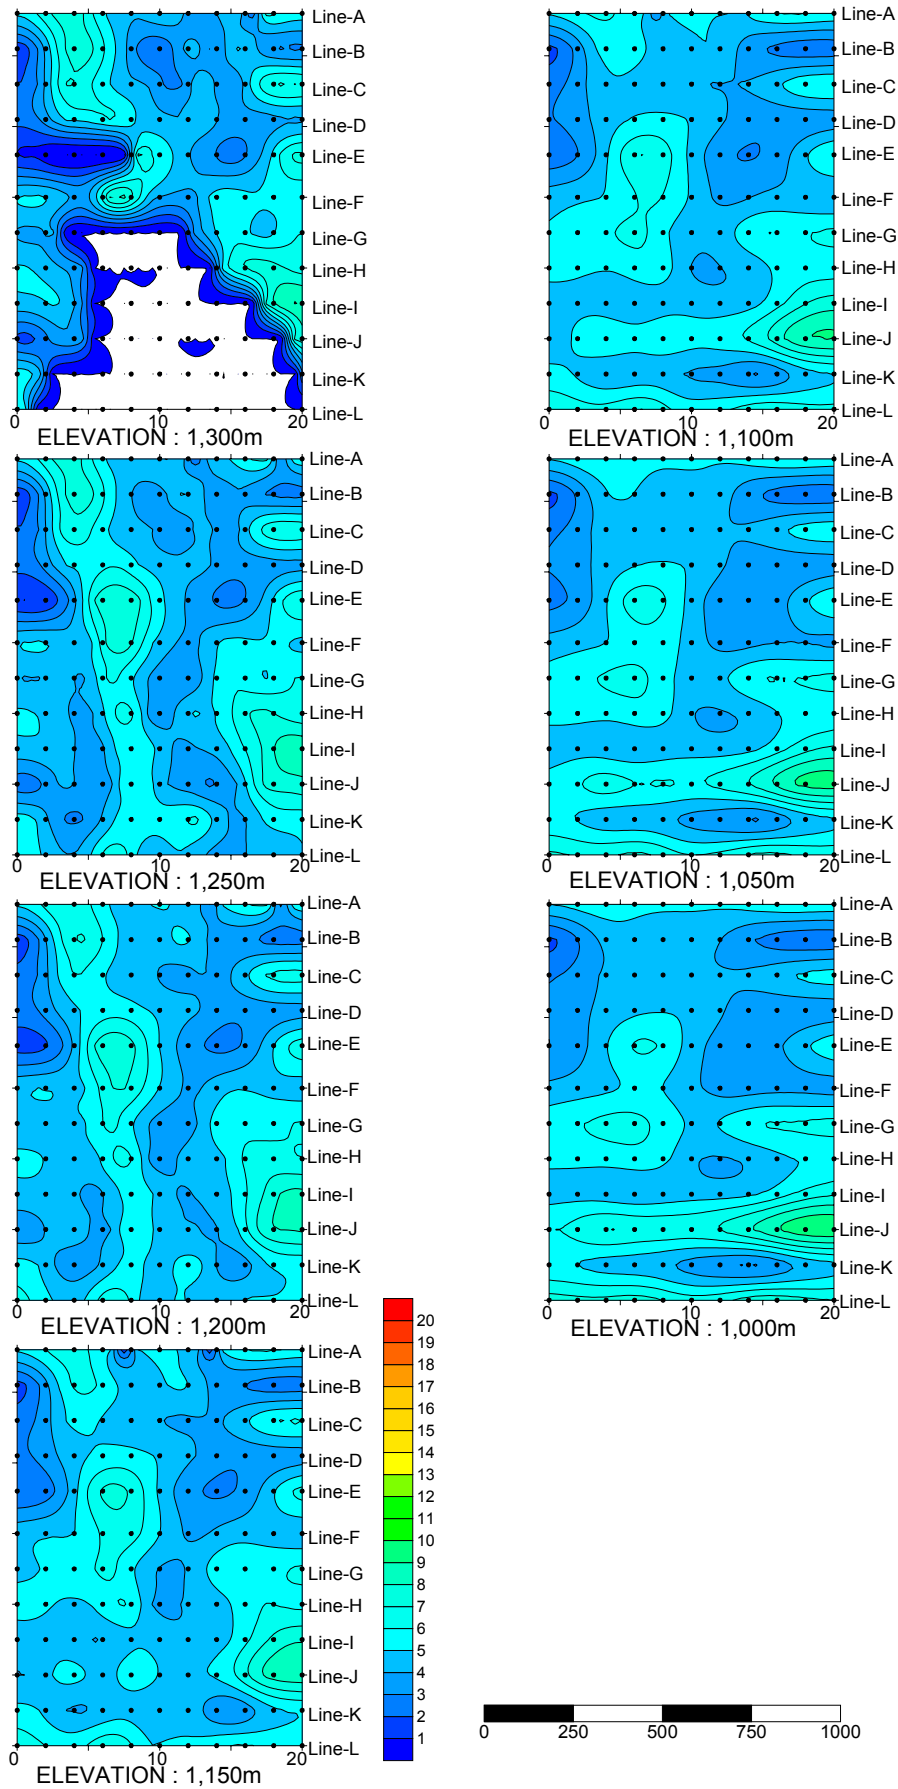 Line-A
Line-B
Line-C
Line-D
Line-E
Line-F
Line-G
Line-H
Line-I
Line-J
Line-K
Line-L
0 10 20
ELEVATION : 1,300m
Line-A
Line-B
Line-C
Line-D
Line-E
Line-F
Line-G
Line-H
Line-I
Line-J
Line-K
Line-L
0 10 20
ELEVATION : 1,100m
Line-A
Line-B
Line-C
Line-D
Line-E
Line-F
Line-G
Line-H
Line-I
Line-J
Line-K
Line-L
0 10 20
ELEVATION : 1,250m
Line-A
Line-B
Line-C
Line-D
Line-E
Line-F
Line-G
Line-H
Line-I
Line-J
Line-K
Line-L
0 10 20
ELEVATION : 1,050m
Line-A
Line-B
Line-C
Line-D
Line-E
Line-F
Line-G
Line-H
Line-I
Line-J
Line-K
Line-L
0 10 20
ELEVATION : 1,200m
Line-A
Line-B
Line-C
Line-D
Line-E
Line-F
Line-G
Line-H
Line-I
Line-J
Line-K
Line-L
0 10 20
ELEVATION : 1,000m
Line-A
Line-B
Line-C
Line-D
Line-E
Line-F
Line-G
Line-H
Line-I
Line-J
Line-K
Line-L
0 10 20
ELEVATION : 1,150m
20
19
18
17
16
15
14
13
12
11
10
9
8
7
6
5
4
3
2
1
0 250 500 750 1000